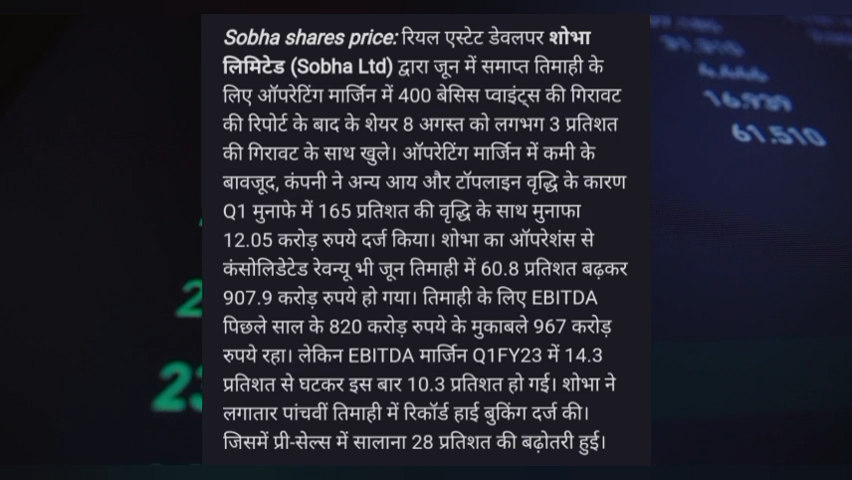 Sobha shares price: रियल एस्टेट डेवलपर शोभा
लिमिटेड (Sobha Ltd) द्वारा जून में समाप्त तिमाही के
लिए ऑपरेटिंग मार्जिन में 400 बेसिस प्वाइंट्स की गिरावट
की रिपोर्ट के बाद के शेयर 8 अगस्त को लगभग 3 प्रतिशत
की गिरावट के साथ खुले। ऑपरेटिंग मार्जिन में कमी के
बावजूद, कंपनी ने अन्य आय और टॉपलाइन वृद्धि के कारण
Q1 मुनाफे में 165 प्रतिशत की वृद्धि के साथ मुनाफा
12.05 करोड़ रुपये दर्ज किया। शोभा का ऑपरेशंस से
कंसोलिडेटेड रेवन्यू भी जून तिमाही में 60.8 प्रतिशत बढ़कर
907.9 करोड़ रुपये हो गया। तिमाही के लिए EBITDA
पिछले साल के 820 करोड़ रुपये के मुकाबले 967 करोड़
रुपये रहा। लेकिन EBITDA मार्जिन Q1FY23 में 14.3
प्रतिशत से घटकर इस बार 10.3 प्रतिशत हो गई। शोभा ने
लगातार पांचवीं तिमाही में रिकॉर्ड हाई बुकिंग दर्ज की।
जिसमें प्री-सेल्स में सालाना 28 प्रतिशत की बढ़ोतरी हुई।
16.939
61.510